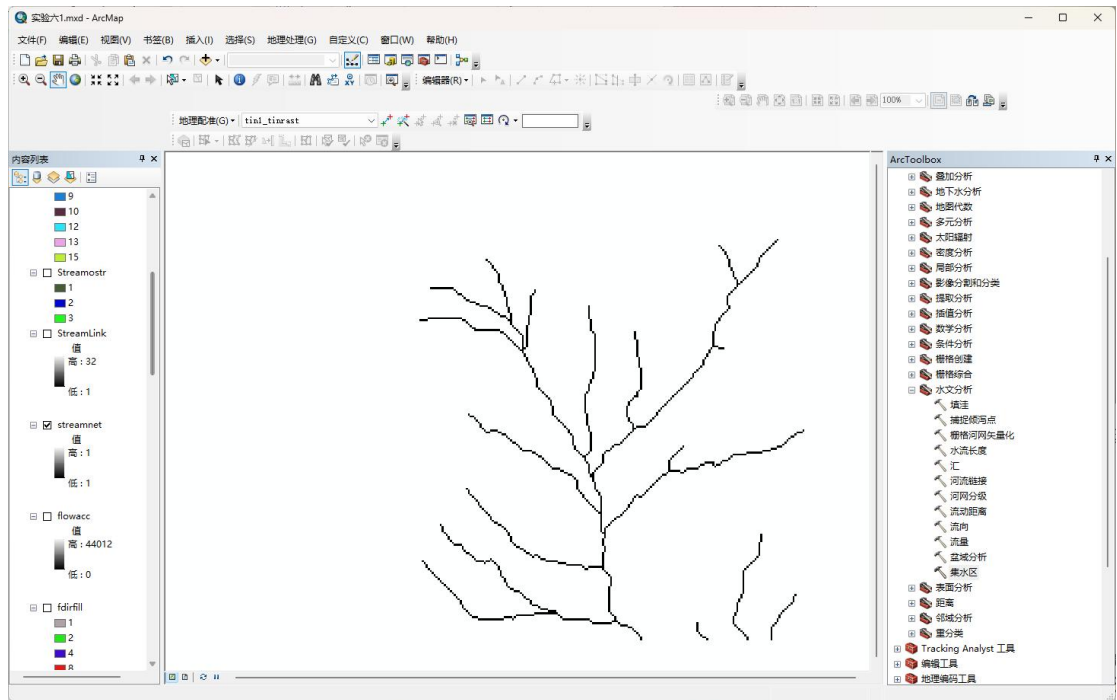 实验六1.mxd - ArcMap
文件(F) 编辑(E) 视图(V) 书签(B) 插入(I) 选择(S) 地理处理(G) 自定义(C) 窗口(W) 帮助(H)
编辑器(R)
100%
地理配准(G) tin1_tinrast
内容列表
9
10
12
13
15
Streamostr
1
2
3
StreamLink
值
高 : 32
低 : 1
streamnet
值
高 : 1
低 : 1
flowacc
值
高 : 44012
低 : 0
fdirfill
1
2
4
8
ArcToolbox
叠加分析
地下水分析
地图代数
多元分析
太阳辐射
密度分析
局部分析
影像分割和分类
提取分析
插值分析
数学分析
条件分析
栅格创建
栅格综合
水文分析
填洼
捕捉倾泻点
栅格河网矢量化
水流长度
汇
河流链接
河网分级
流动距离
流向
流量
盆域分析
集水区
表面分析
距离
邻域分析
重分类
Tracking Analyst 工具
编辑工具
地理编码工具